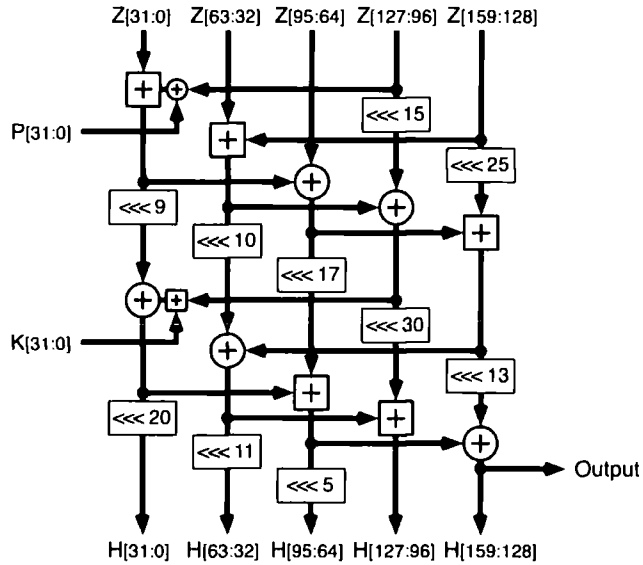 Z[31:0] Z[63:32] Z[95:64] Z[127:96] Z[159:128]
<<< 15
P[31:0]
<<< 25
<<< 9
<<< 10
<<< 17
<<< 30
K[31:0]
<<< 13
<<< 20
<<< 11
Output
<<< 5
H[31:0] H[63:32] H[95:64] H[127:96] H[159:128]